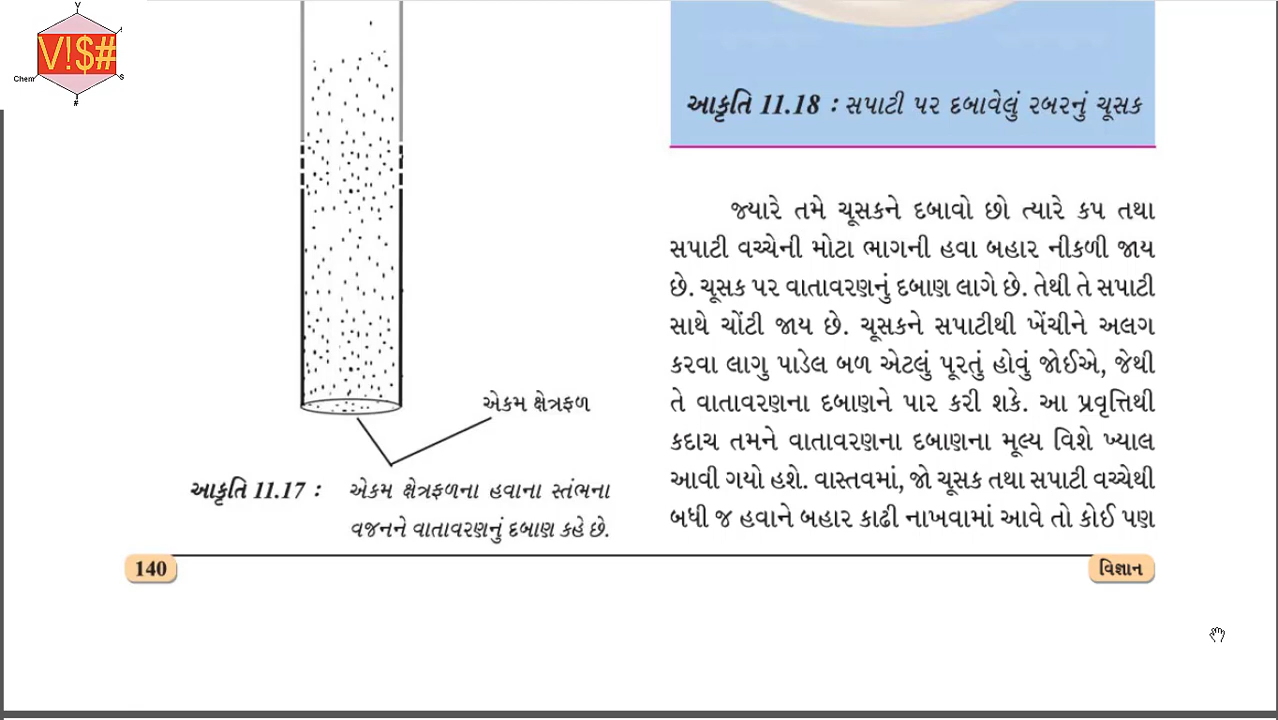 Y
V!$#
Chem
S
#
એકમ ક્ષેત્રફળ
આકૃતિ 11.17 : એકમ ક્ષેત્રફળના હવાના સ્તંભના
વજનને વાતાવરણનું દબાણ કહે છે.
આકૃતિ 11.18 : સપાટી પર દબાવેલું રબરનું ચૂસક
જ્યારે તમે ચૂસકને દબાવો છો ત્યારે કપ તથા
સપાટી વચ્ચેની મોટા ભાગની હવા બહાર નીકળી જાય
છે. ચૂસક પર વાતાવરણનું દબાણ લાગે છે. તેથી તે સપાટી
સાથે ચોંટી જાય છે. ચૂસકને સપાટીથી ખેંચીને અલગ
કરવા લાગુ પાડેલ બળ એટલું પૂરતું હોવું જોઈએ, જેથી
તે વાતાવરણના દબાણને પાર કરી શકે. આ પ્રવૃત્તિથી
કદાચ તમને વાતાવરણના દબાણના મૂલ્ય વિશે ખ્યાલ
આવી ગયો હશે. વાસ્તવમાં, જો ચૂસક તથા સપાટી વચ્ચેથી
બધી જ હવાને બહાર કાઢી નાખવામાં આવે તો કોઈ પણ
140
વિજ્ઞાન